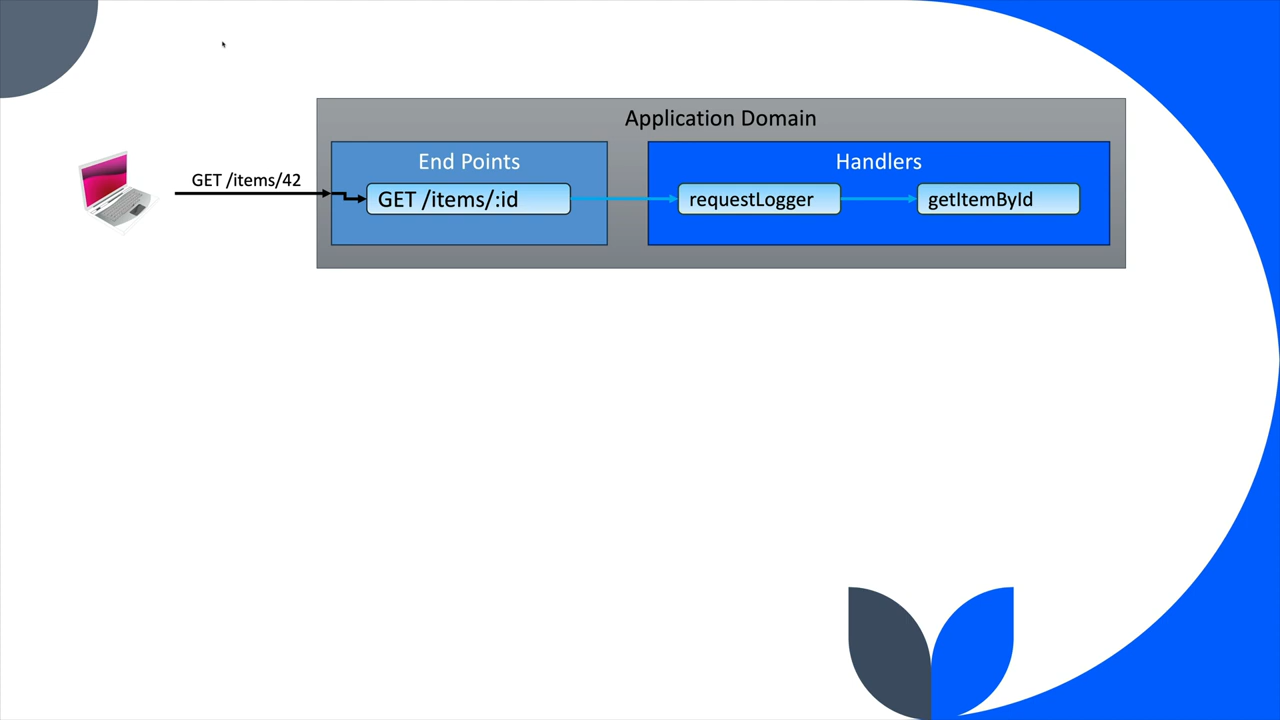 Application Domain
End Points
Handlers
GET /items/42
GET /items/:id
requestLogger
getItemById